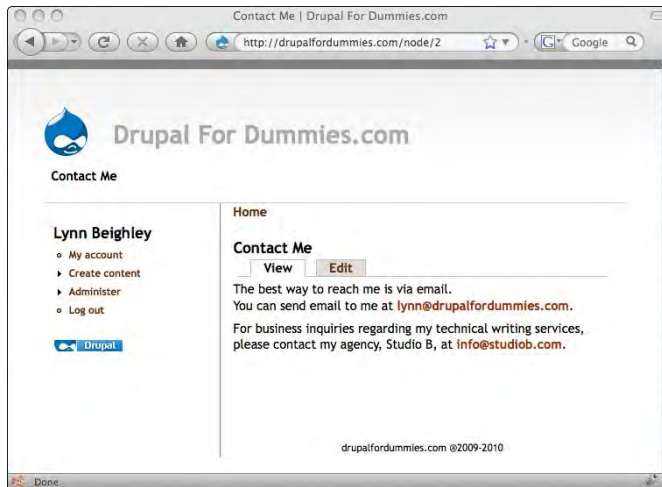 Contact Me | Drupal For Dummies.com
http://drupalfordummies.com/node/2
G Google
Drupal For Dummies.com
Contact Me
Lynn Beighley
My account
Create content
Administer
Log out
Drupal
Home
Contact Me
View Edit
The best way to reach me is via email.
You can send email to me at lynn@drupalfordummies.com.
For business inquiries regarding my technical writing services,
please contact my agency, Studio B, at info@studiob.com.
drupalfordummies.com @2009-2010
Done